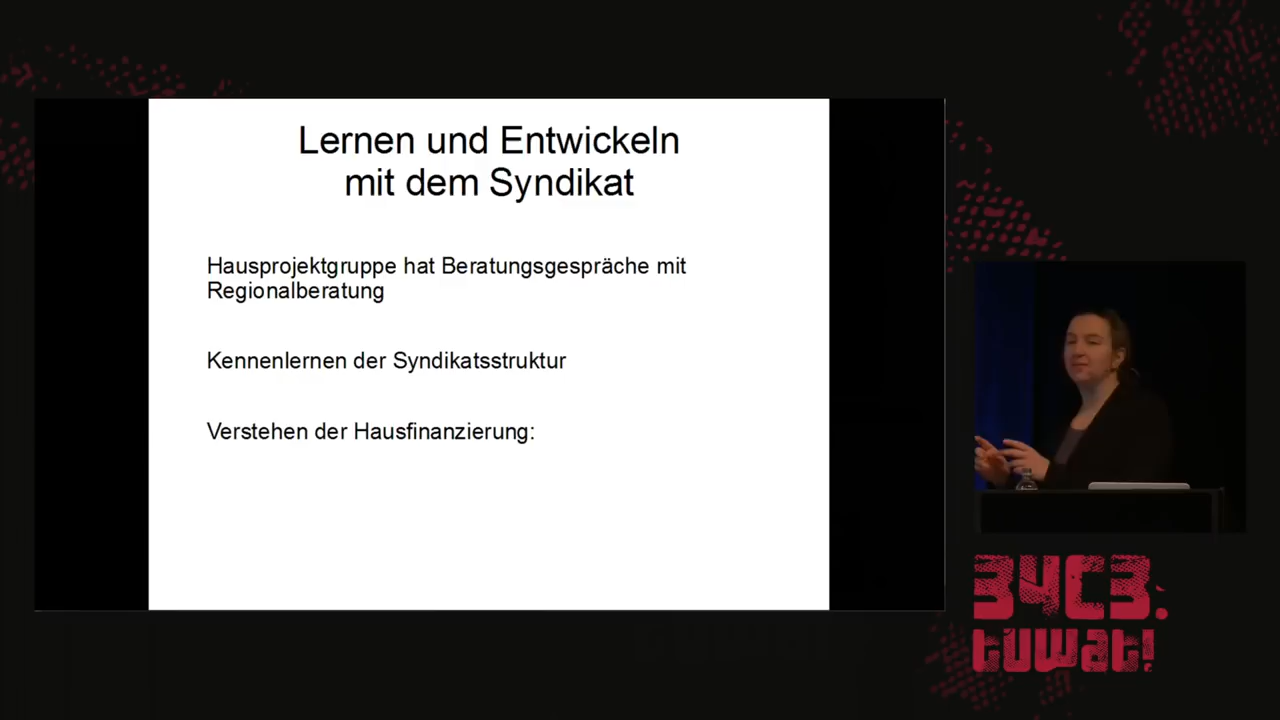 Lernen und Entwickeln
mit dem Syndikat
Hausprojektgruppe hat Beratungsgespräche mit
Regionalberatung
Kennenlernen der Syndikatsstruktur
Verstehen der Hausfinanzierung:
34C3.
tuwat!